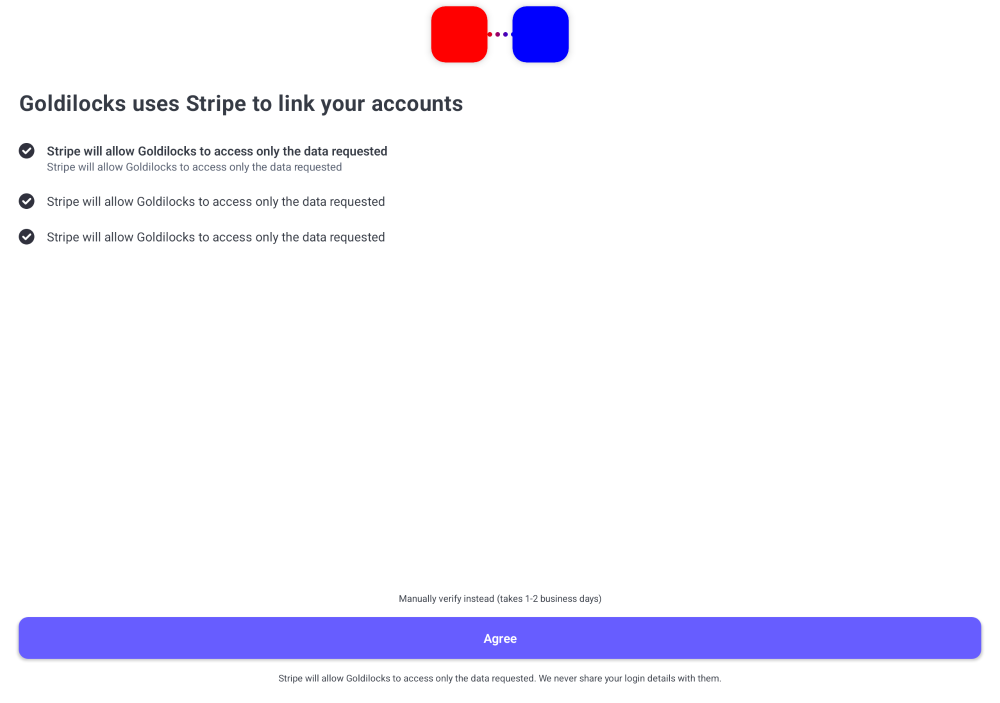 Goldilocks uses Stripe to link your accounts
Stripe will allow Goldilocks to access only the data requested
Stripe will allow Goldilocks to access only the data requested
Stripe will allow Goldilocks to access only the data requested
Stripe will allow Goldilocks to access only the data requested
Manually verify instead (takes 1-2 business days)
Agree
Stripe will allow Goldilocks to access only the data requested. We never share your login details with them.